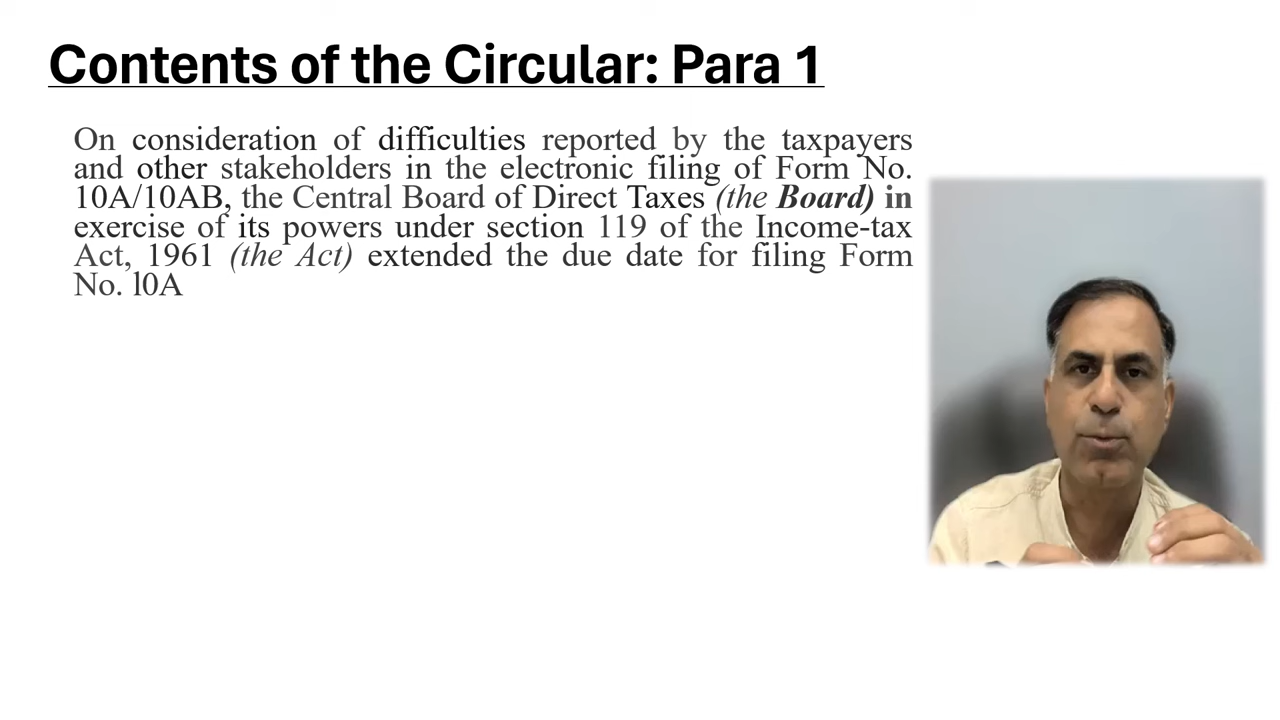 Contents of the Circular: Para 1
On consideration of difficulties reported by the taxpayers
and other stakeholders in the electronic filing of Form No.
10A/10AB, the Central Board of Direct Taxes (the Board) in
exercise of its powers under section 119 of the Income-tax
Act, 1961 (the Act) extended the due date for filing Form
No. l0A